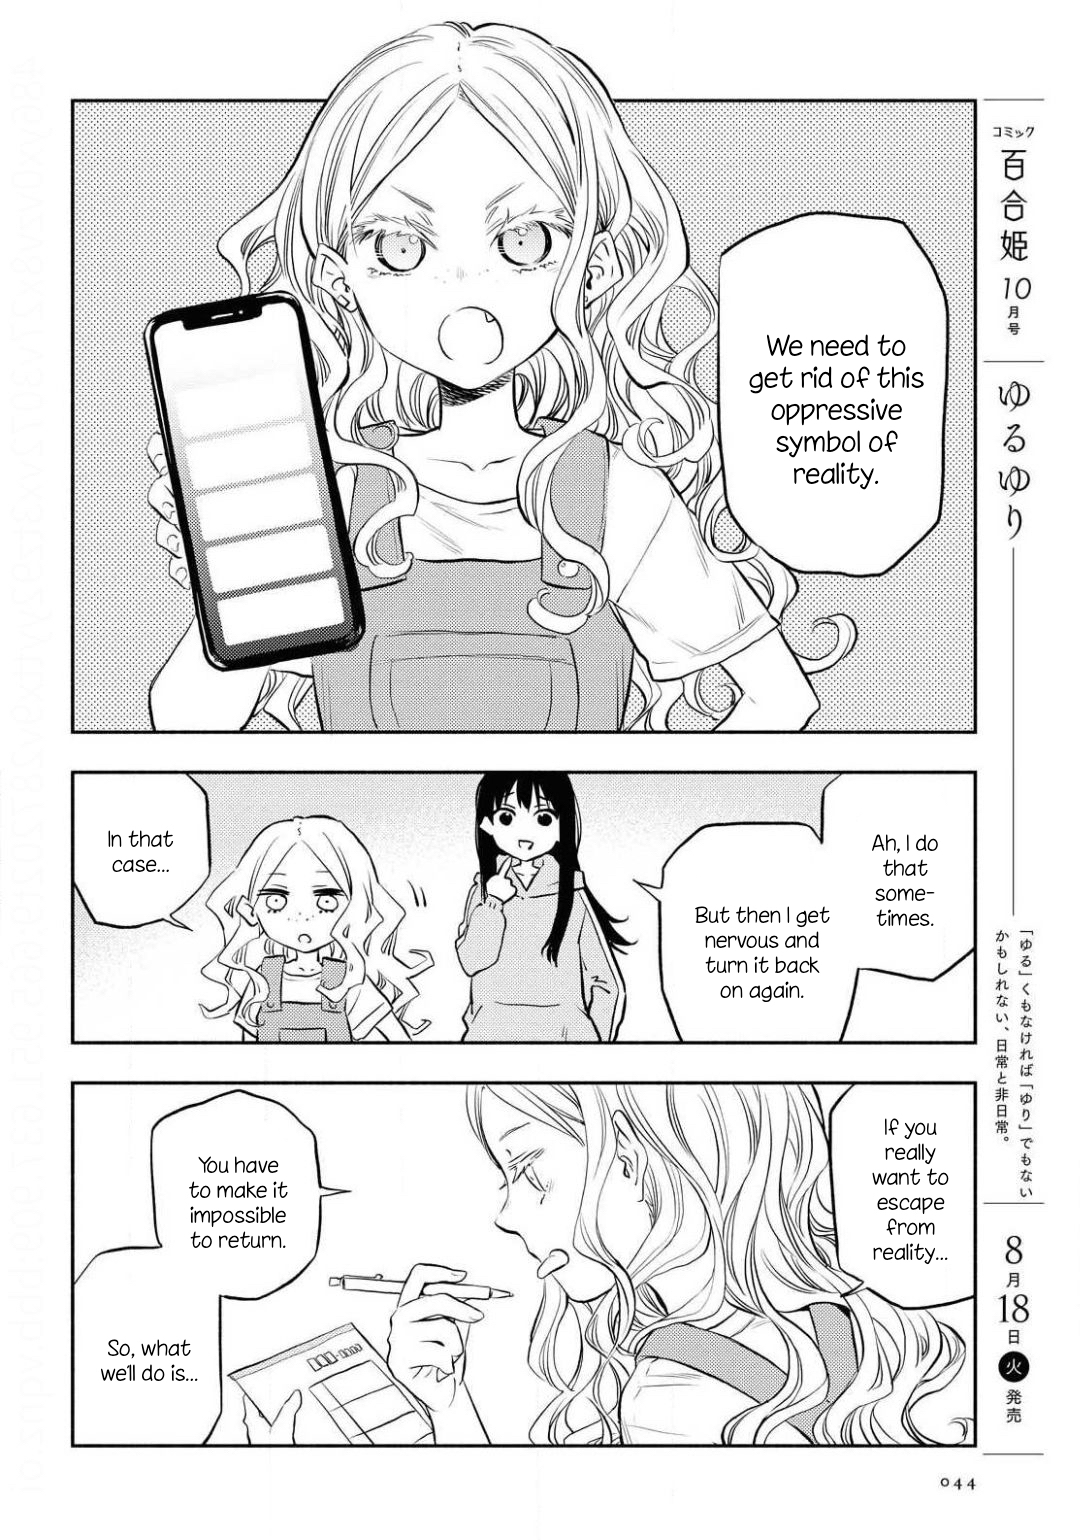 We need to
get rid of this
oppressive
symbol of
reality.
Ah, I do
that
some-
times.
But then I get
nervous and
turn it back
on again.
In that
case...
If you
really
want to
escape
from
reality...
You have
to make it
impossible
to return.
So, what
we'll do is...
コミック
百合姫
10
月号
ゆるゆり
「ゆる」くもなければ「ゆり」でもない
かもしれない、日常と非日常。
8
月
18
日
火
発売
044